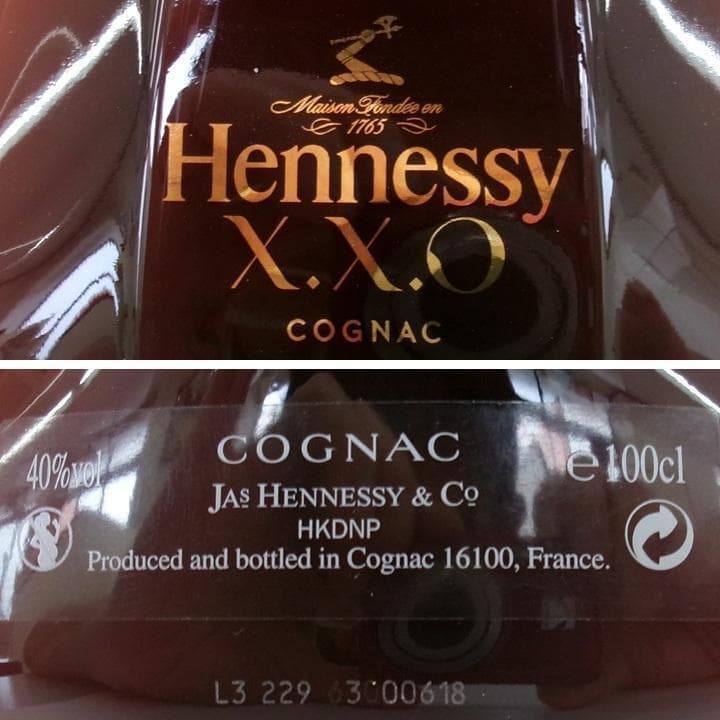 Maison Fondée en
1765
Hennessy
X.X.O
COGNAC
40%vol
COGNAC
e 100cl
JAS HENNESSY & CO
HKDNP
Produced and bottled in Cognac 16100, France.
L3 229 63000618